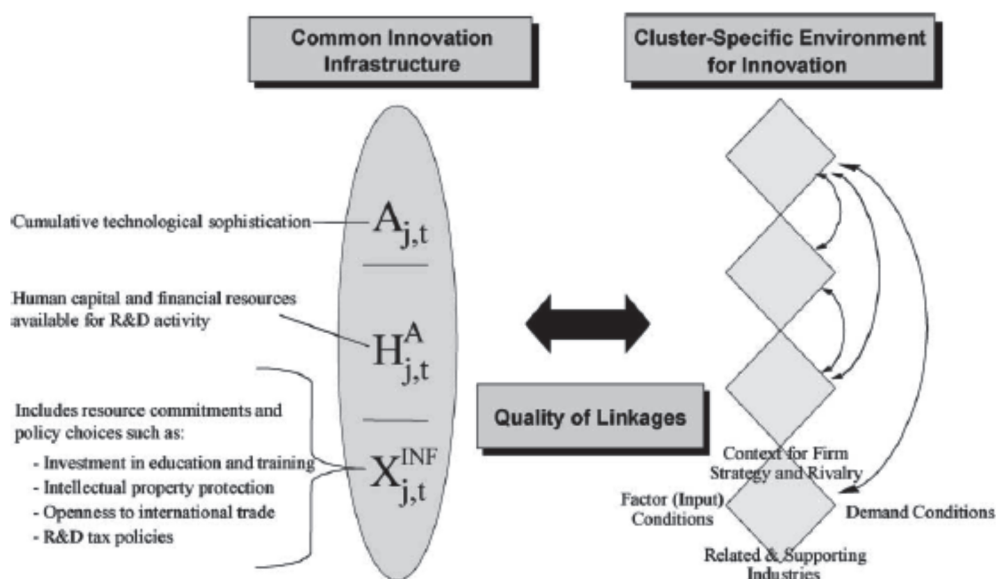 Common Innovation
Infrastructure
Cluster-Specific Environment
for Innovation
Cumulative technological sophistication
A j,t
Human capital and financial resources
available for R&D activity
H A j,t
Includes resource commitments and
policy choices such as:
- Investment in education and training
- Intellectual property protection
- Openness to international trade
- R&D tax policies
X INF j,t
Quality of Linkages
Context for Firm
Strategy and Rivalry
Factor (Input)
Conditions
Demand Conditions
Related & Supporting
Industries